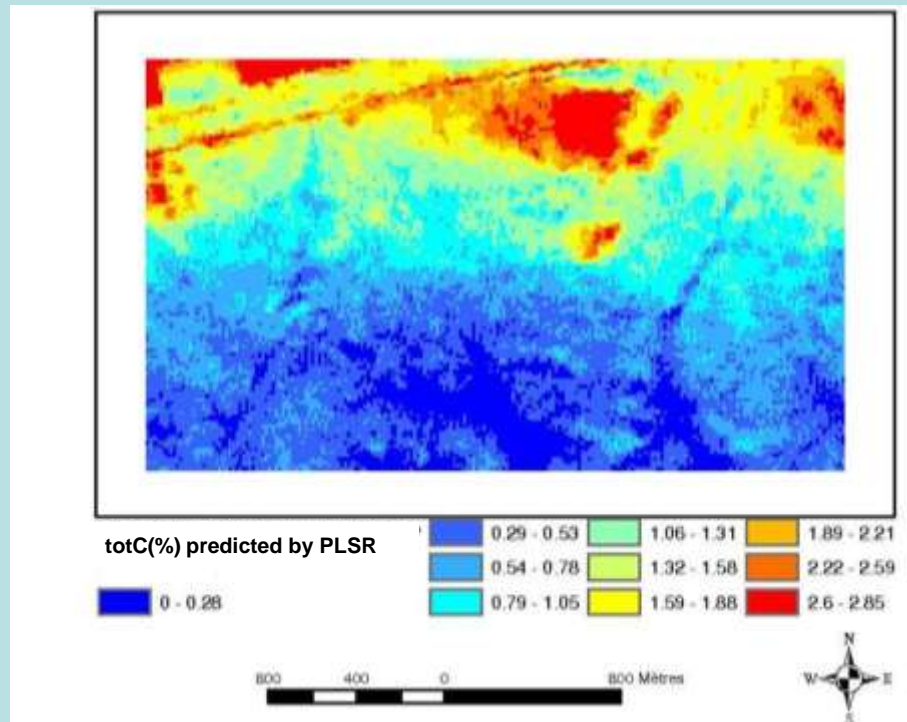 totC(%) predicted by PLSR
0 - 0.28
0.29 - 0.53
0.54 - 0.78
0.79 - 1.05
1.06 - 1.31
1.32 - 1.58
1.59 - 1.88
1.89 - 2.21
2.22 - 2.59
2.6 - 2.85
800 400 0 800 Mètres
N
W E
S